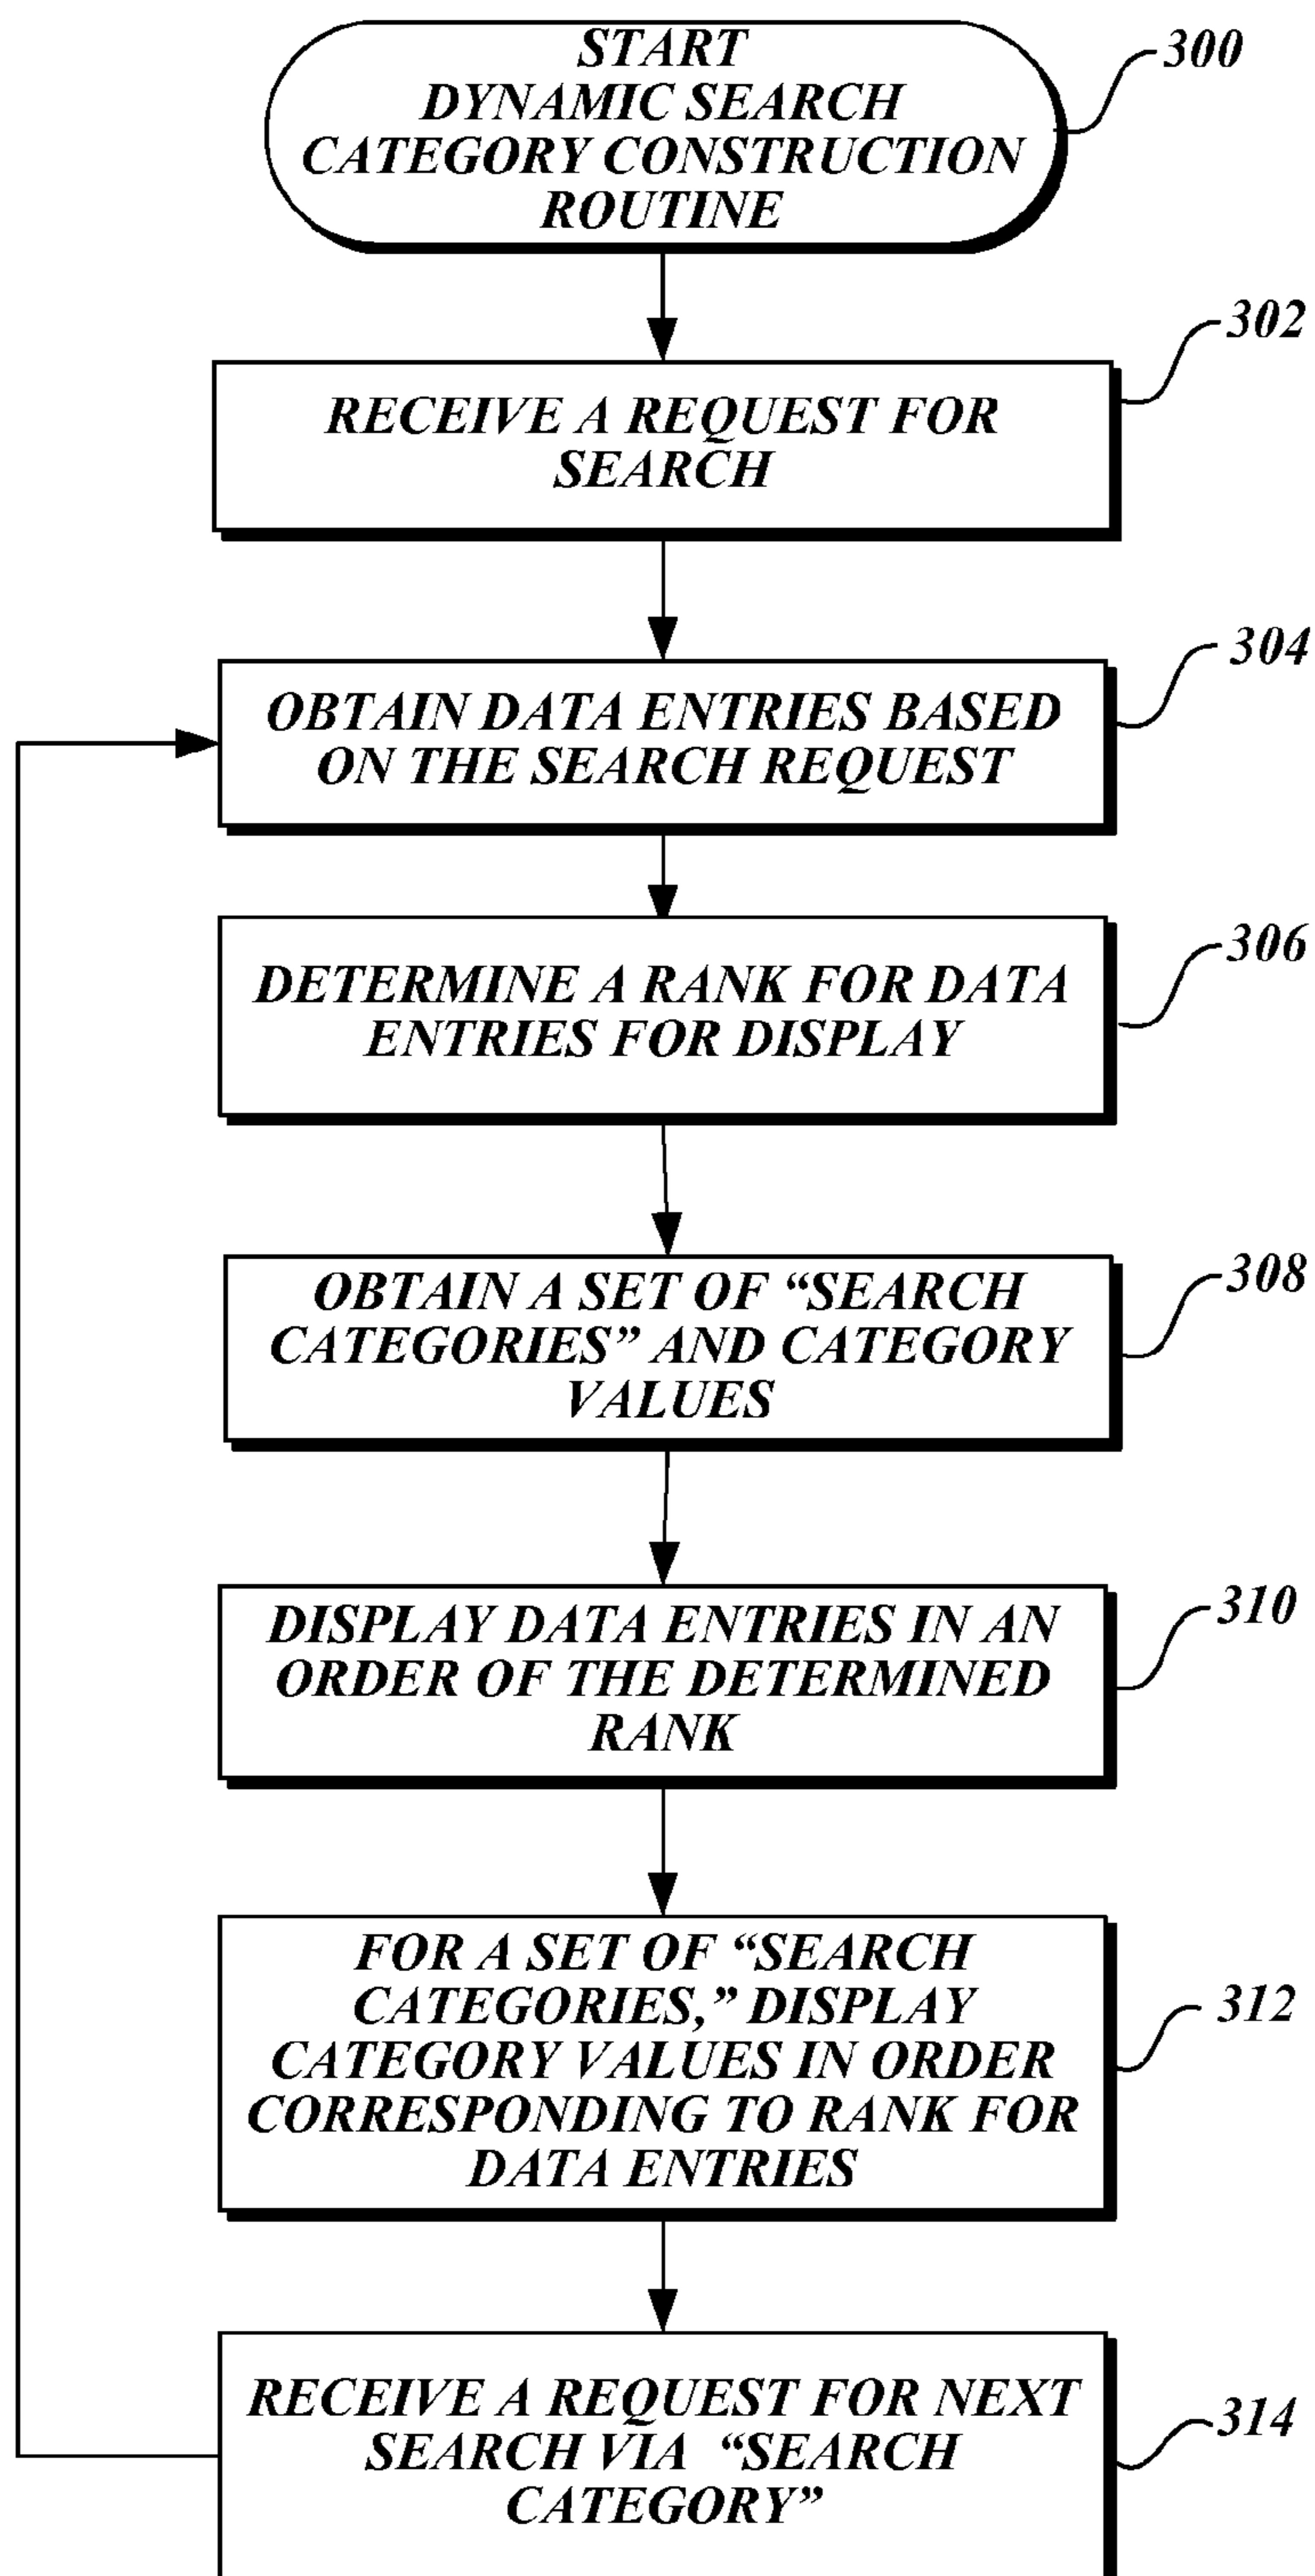 START
DYNAMIC SEARCH
CATEGORY CONSTRUCTION
ROUTINE
300
RECEIVE A REQUEST FOR
SEARCH
302
OBTAIN DATA ENTRIES BASED
ON THE SEARCH REQUEST
304
DETERMINE A RANK FOR DATA
ENTRIES FOR DISPLAY
306
OBTAIN A SET OF “SEARCH
CATEGORIES” AND CATEGORY
VALUES
308
DISPLAY DATA ENTRIES IN AN
ORDER OF THE DETERMINED
RANK
310
FOR A SET OF “SEARCH
CATEGORIES,” DISPLAY
CATEGORY VALUES IN ORDER
CORRESPONDING TO RANK FOR
DATA ENTRIES
312
RECEIVE A REQUEST FOR NEXT
SEARCH VIA “SEARCH
CATEGORY”
314